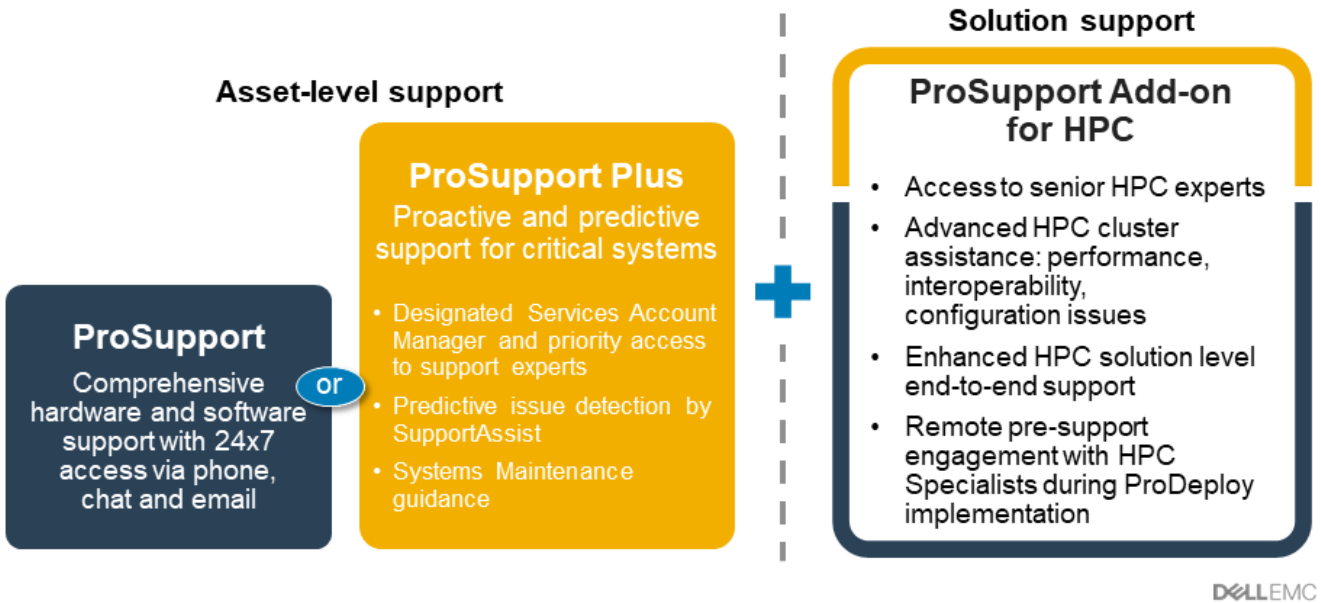 Asset-level support
ProSupport
Comprehensive
hardware and software
support with 24x7
access via phone,
chat and email
or
ProSupport Plus
Proactive and predictive
support for critical systems
• Designated Services Account
Manager and priority access
to support experts
• Predictive issue detection by
SupportAssist
• Systems Maintenance
guidance
Solution support
ProSupport Add-on
for HPC
• Access to senior HPC experts
• Advanced HPC cluster
assistance: performance,
interoperability,
configuration issues
• Enhanced HPC solution level
end-to-end support
• Remote pre-support
engagement with HPC
Specialists during ProDeploy
implementation
DELLEMC